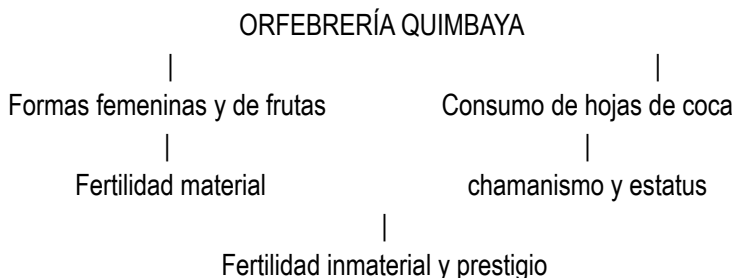 ORFEBRERÍA QUIMBAYA
| |
Formas femeninas y de frutas Consumo de hojas de coca
| |
Fertilidad material chamanismo y estatus
|
Fertilidad inmaterial y prestigio